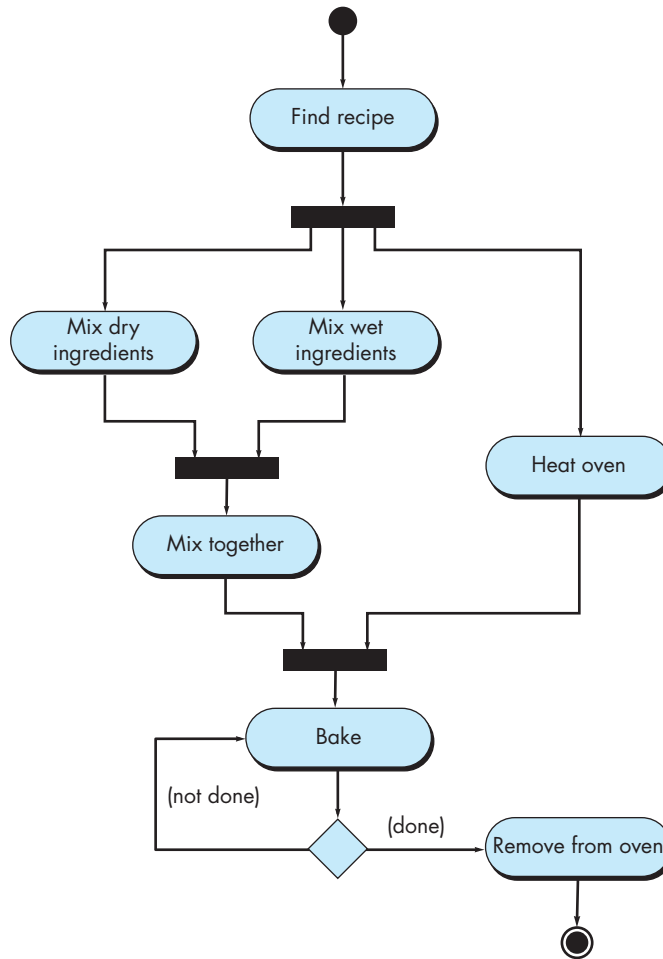 Find recipe
Mix dry
ingredients
Mix wet
ingredients
Heat oven
Mix together
Bake
(not done)
(done)
Remove from oven